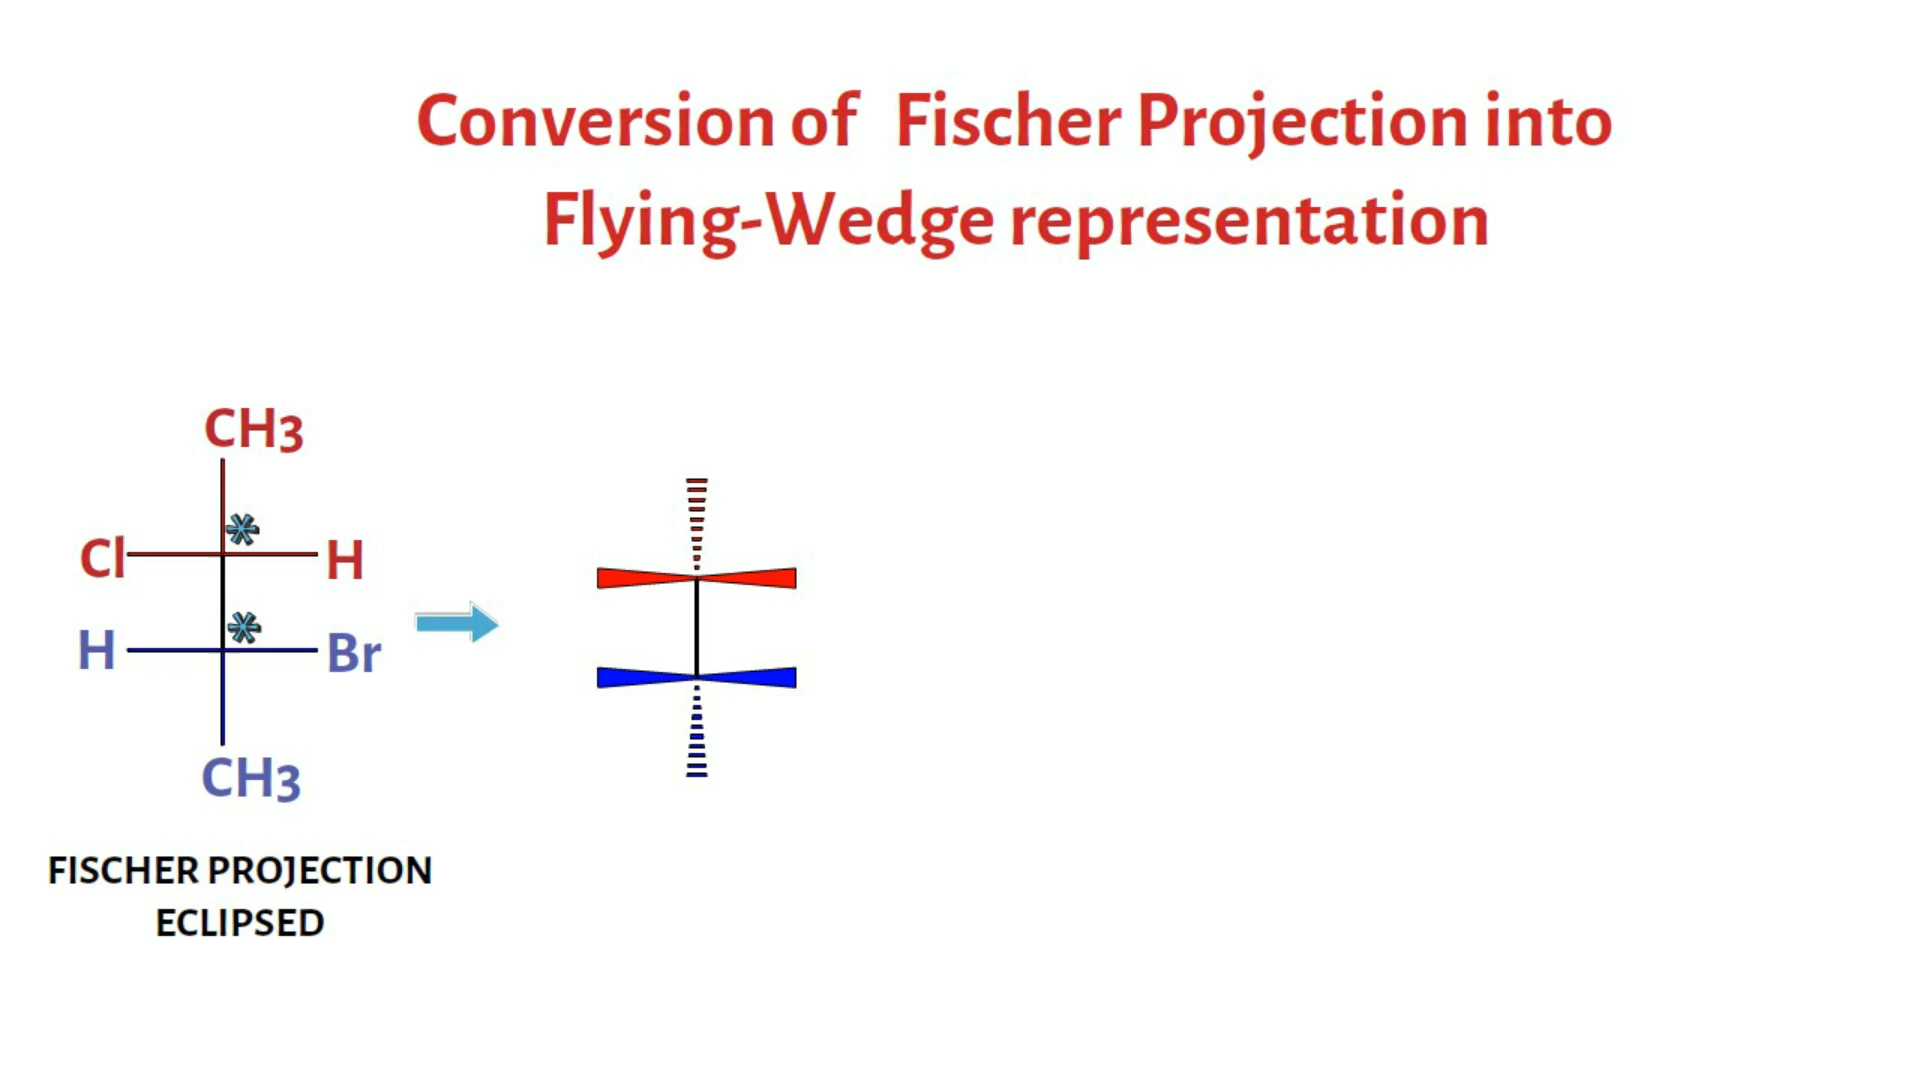 Conversion of Fischer Projection into
Flying-Wedge representation
CH3
*
Cl H
*
H Br
CH3
FISCHER PROJECTION
ECLIPSED